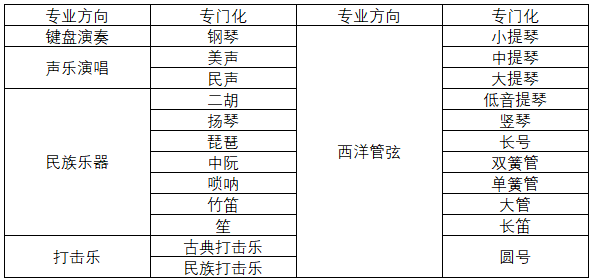 专业方向 专门化 专业方向 专门化
键盘演奏 钢琴 西洋管弦 小提琴
声乐演唱 美声 中提琴
民声 大提琴
民族乐器 二胡 低音提琴
扬琴 竖琴
琵琶 长号
中阮 双簧管
唢呐 单簧管
竹笛 大管
笙 长笛
打击乐 古典打击乐 圆号
民族打击乐